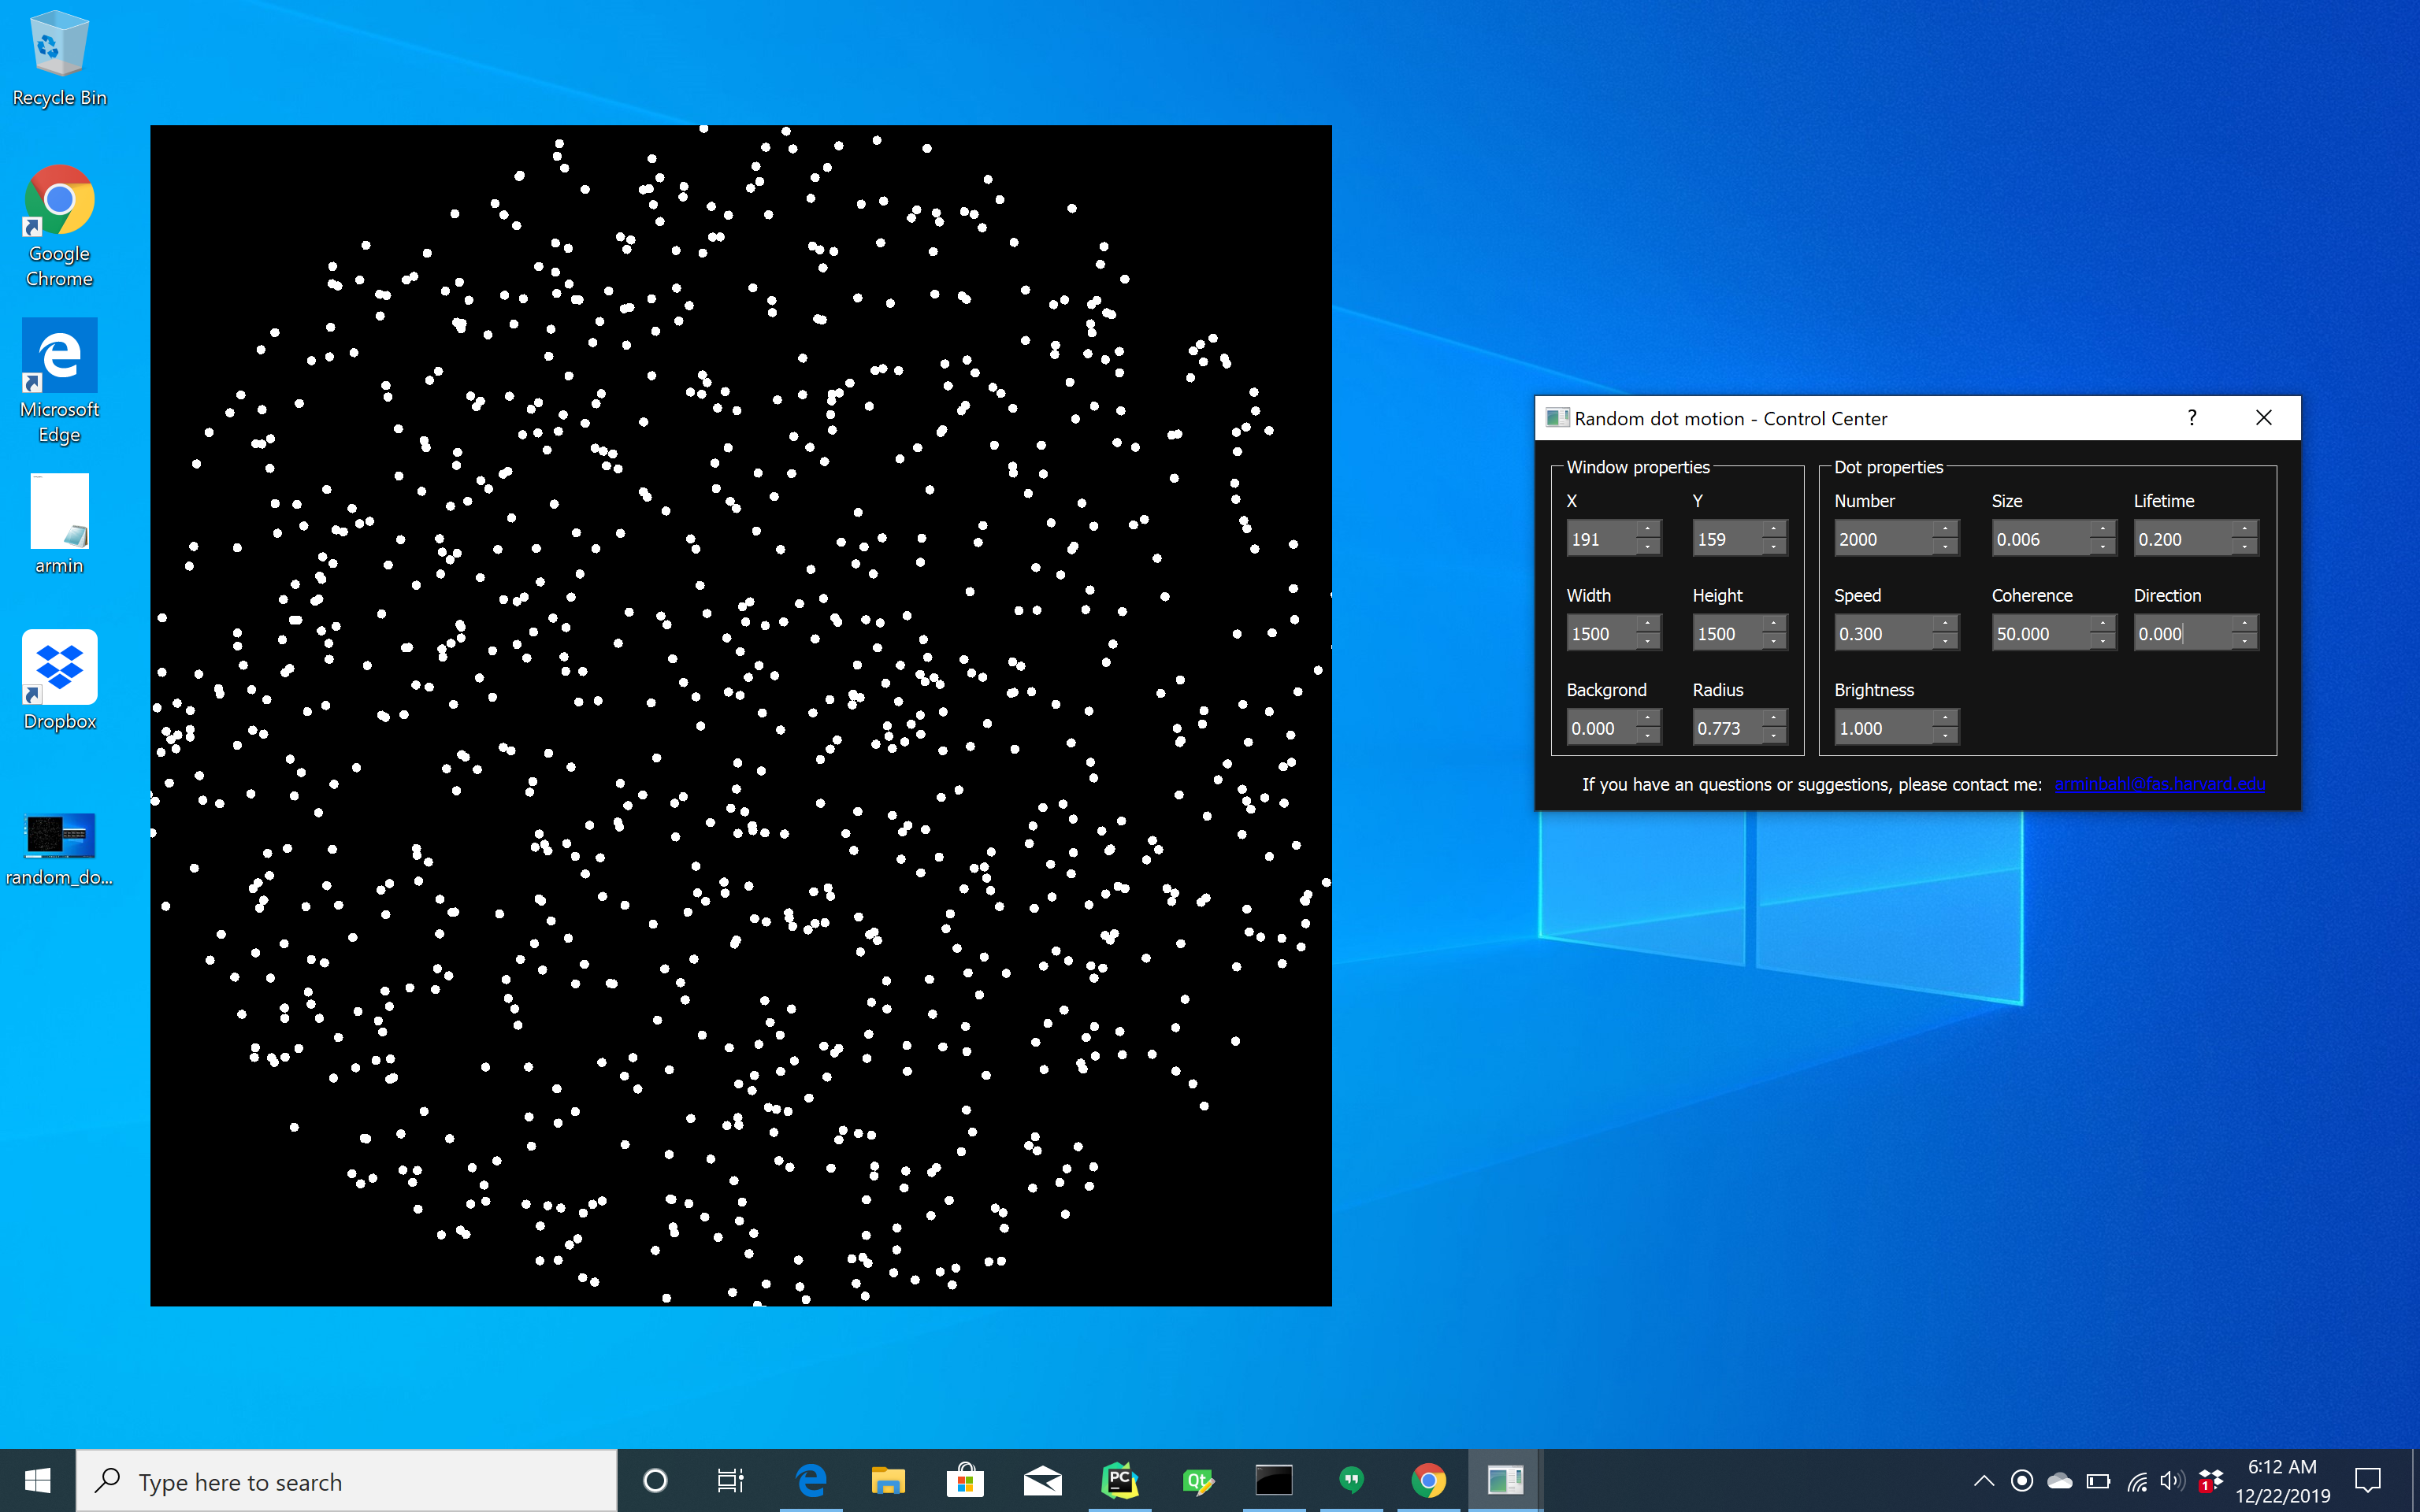 Recycle Bin
Google
Chrome
Microsoft
Edge
armin
Dropbox
random_do...
Random dot motion - Control Center
?
Window properties
X
Y
191
159
Width
Height
1500
1500
Backgrond
Radius
0.000
0.773
Dot properties
Number
Size
Lifetime
2000
0.006
0.200
Speed
Coherence
Direction
0.300
50.000
0.000
Brightness
1.000
If you have an questions or suggestions, please contact me: arminbahl@fas.harvard.edu
Type here to search
PC
Qt
1
6:12 AM
12/22/2019